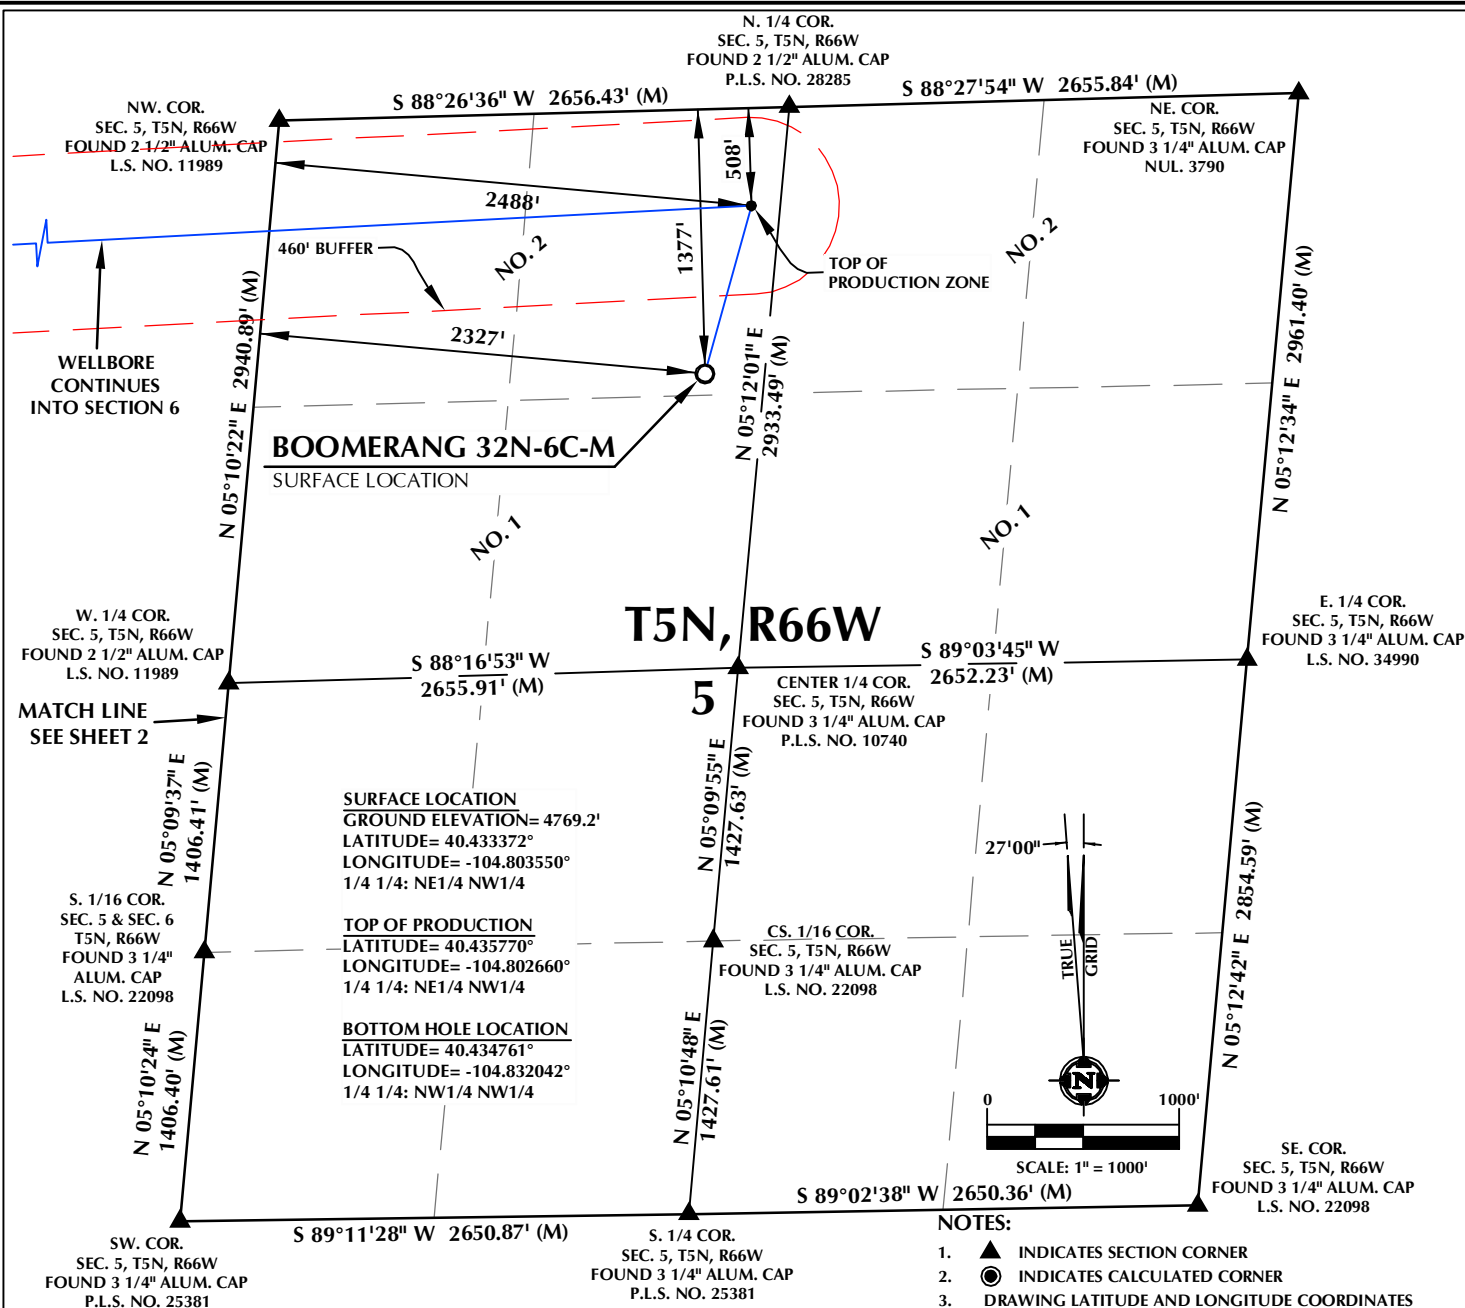 N. 1/4 COR.
SEC. 5, T5N, R66W
FOUND 2 1/2" ALUM. CAP
P.L.S. NO. 28285
S 88°26'36" W 2656.43' (M)
S 88°27'54" W 2655.84' (M)
NW. COR.
SEC. 5, T5N, R66W
FOUND 2 1/2" ALUM. CAP
L.S. NO. 11989
NE. COR.
SEC. 5, T5N, R66W
FOUND 3 1/4" ALUM. CAP
NUL. 3790
508'
2488'
1377'
460' BUFFER
NO. 2
NO. 2
TOP OF
PRODUCTION ZONE
2327'
WELLBORE
CONTINUES
INTO SECTION 6
N 05°10'22" E 2940.89' (M)
N 05°12'01" E
2933.49' (M)
N 05°12'34" E 2961.40' (M)
BOOMERANG 32N-6C-M
SURFACE LOCATION
NO. 1
NO. 1
T5N, R66W
5
W. 1/4 COR.
SEC. 5, T5N, R66W
FOUND 2 1/2" ALUM. CAP
L.S. NO. 11989
S 88°16'53" W
2655.91' (M)
S 89°03'45" W
2652.23' (M)
E. 1/4 COR.
SEC. 5, T5N, R66W
FOUND 3 1/4" ALUM. CAP
L.S. NO. 34990
CENTER 1/4 COR.
SEC. 5, T5N, R66W
FOUND 3 1/4" ALUM. CAP
P.L.S. NO. 10740
MATCH LINE
SEE SHEET 2
N 05°09'37" E
1406.41' (M)
N 05°09'55" E
1427.63' (M)
SURFACE LOCATION
GROUND ELEVATION= 4769.2'
LATITUDE= 40.433372°
LONGITUDE= -104.803550°
1/4 1/4: NE1/4 NW1/4
TOP OF PRODUCTION
LATITUDE= 40.435770°
LONGITUDE= -104.802660°
1/4 1/4: NE1/4 NW1/4
BOTTOM HOLE LOCATION
LATITUDE= 40.434761°
LONGITUDE= -104.832042°
1/4 1/4: NW1/4 NW1/4
S. 1/16 COR.
SEC. 5 & SEC. 6
T5N, R66W
FOUND 3 1/4"
ALUM. CAP
L.S. NO. 22098
CS. 1/16 COR.
SEC. 5, T5N, R66W
FOUND 3 1/4" ALUM. CAP
L.S. NO. 22098
27'00"
TRUE
GRID
N
N 05°12'42" E 2854.59' (M)
N 05°10'24" E
1406.40' (M)
N 05°10'48" E
1427.61' (M)
0 1000'
SCALE: 1" = 1000'
SE. COR.
SEC. 5, T5N, R66W
FOUND 3 1/4" ALUM. CAP
L.S. NO. 22098
S 89°11'28" W 2650.87' (M)
S 89°02'38" W 2650.36' (M)
SW. COR.
SEC. 5, T5N, R66W
FOUND 3 1/4" ALUM. CAP
P.L.S. NO. 25381
S. 1/4 COR.
SEC. 5, T5N, R66W
FOUND 3 1/4" ALUM. CAP
P.L.S. NO. 25381
NOTES:
1. INDICATES SECTION CORNER
2. INDICATES CALCULATED CORNER
3. DRAWING LATITUDE AND LONGITUDE COORDINATES